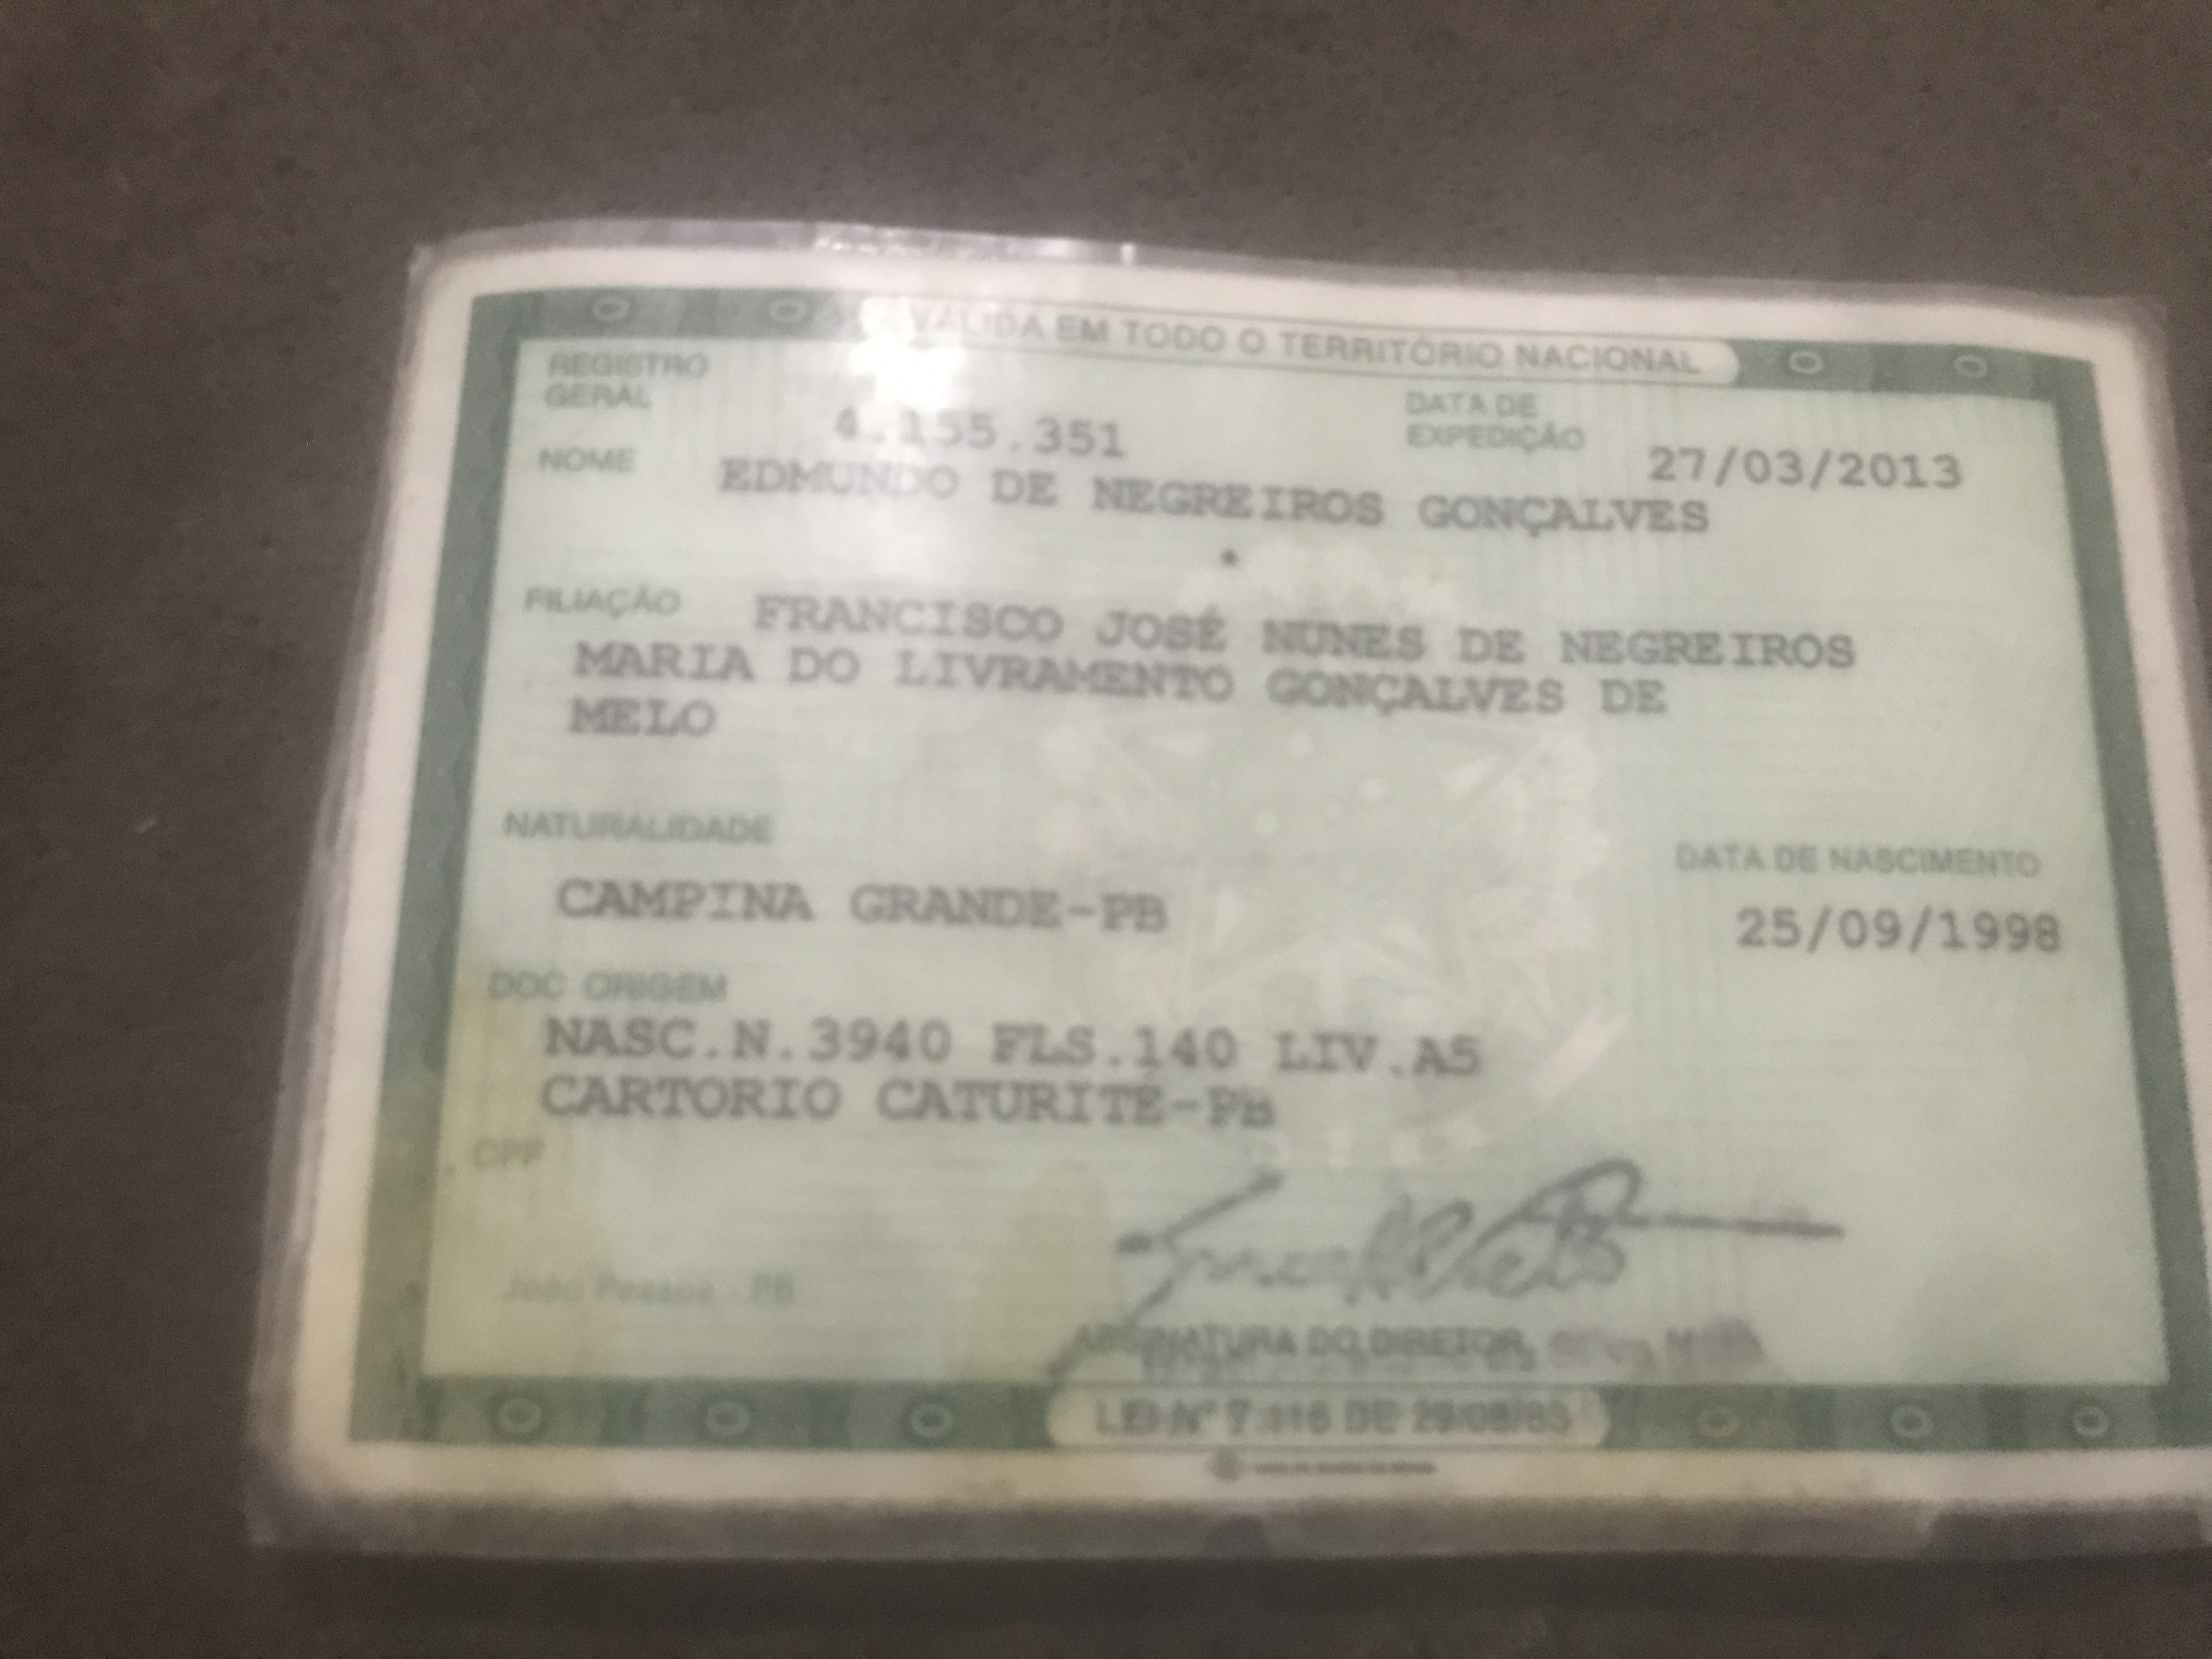 VÁLIDA EM TODO O TERRITÓRIO NACIONAL
REGISTRO GERAL 4.155.351 DATA DE EXPEDIÇÃO 27/03/2013
NOME EDMUNDO DE NEGREIROS GONÇALVES
FILIAÇÃO FRANCISCO JOSÉ NUNES DE NEGREIROS
MARIA DO LIVRAMENTO GONÇALVES DE
MELO
NATURALIDADE DATA DE NASCIMENTO
CAMPINA GRANDE-PB 25/09/1998
DOC ORIGEM
NASC.N.3940 FLS.140 LIV.A5
CARTORIO CATURITE-PB
CPF
João Pessoa PB
ASSINATURA DO DIRETOR
LEI Nº 7.116 DE 29/08/83